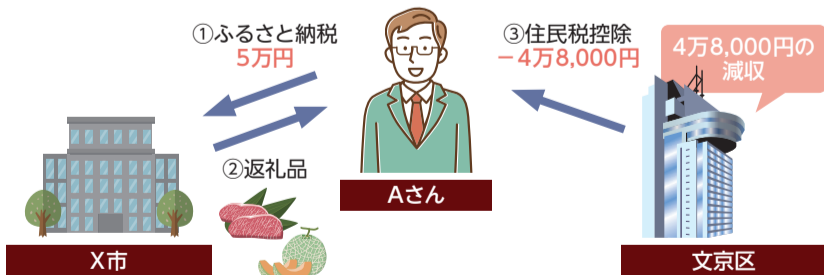 ①ふるさと納税
5万円
②返礼品
X市
Aさん
③住民税控除
－4万8,000円
4万8,000円の
減収
文京区